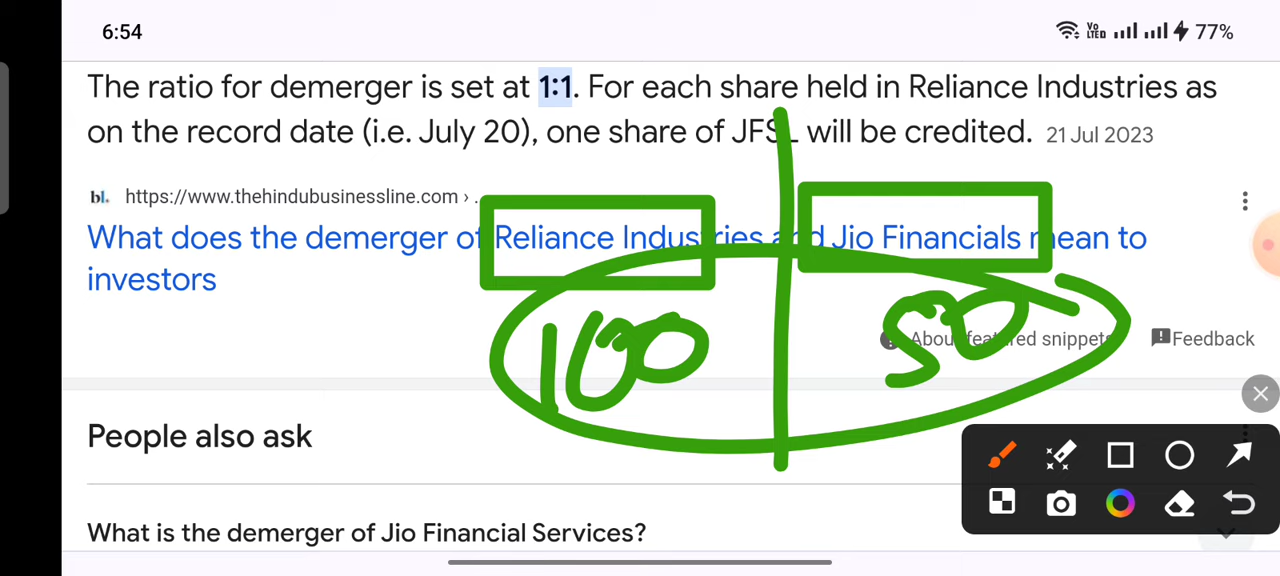 6:54 Vo LTED 77%
The ratio for demerger is set at 1:1. For each share held in Reliance Industries as
on the record date (i.e. July 20), one share of JFSL will be credited. 21 Jul 2023
bl. https://www.thehindubusinessline.com › .
What does the demerger of Reliance Industries and Jio Financials mean to
investors
100 50
About featured snippets Feedback
People also ask
What is the demerger of Jio Financial Services?